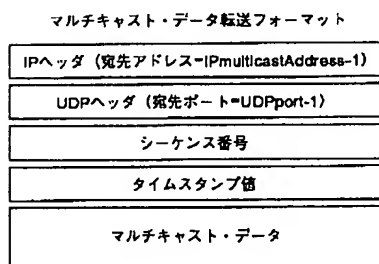 マルチキャスト・データ転送フォーマット
IPヘッダ（宛先アドレス=IPmulticastAddress-1）
UDPヘッダ（宛先ポート=UDPport-1）
シーケンス番号
タイムスタンプ値
マルチキャスト・データ